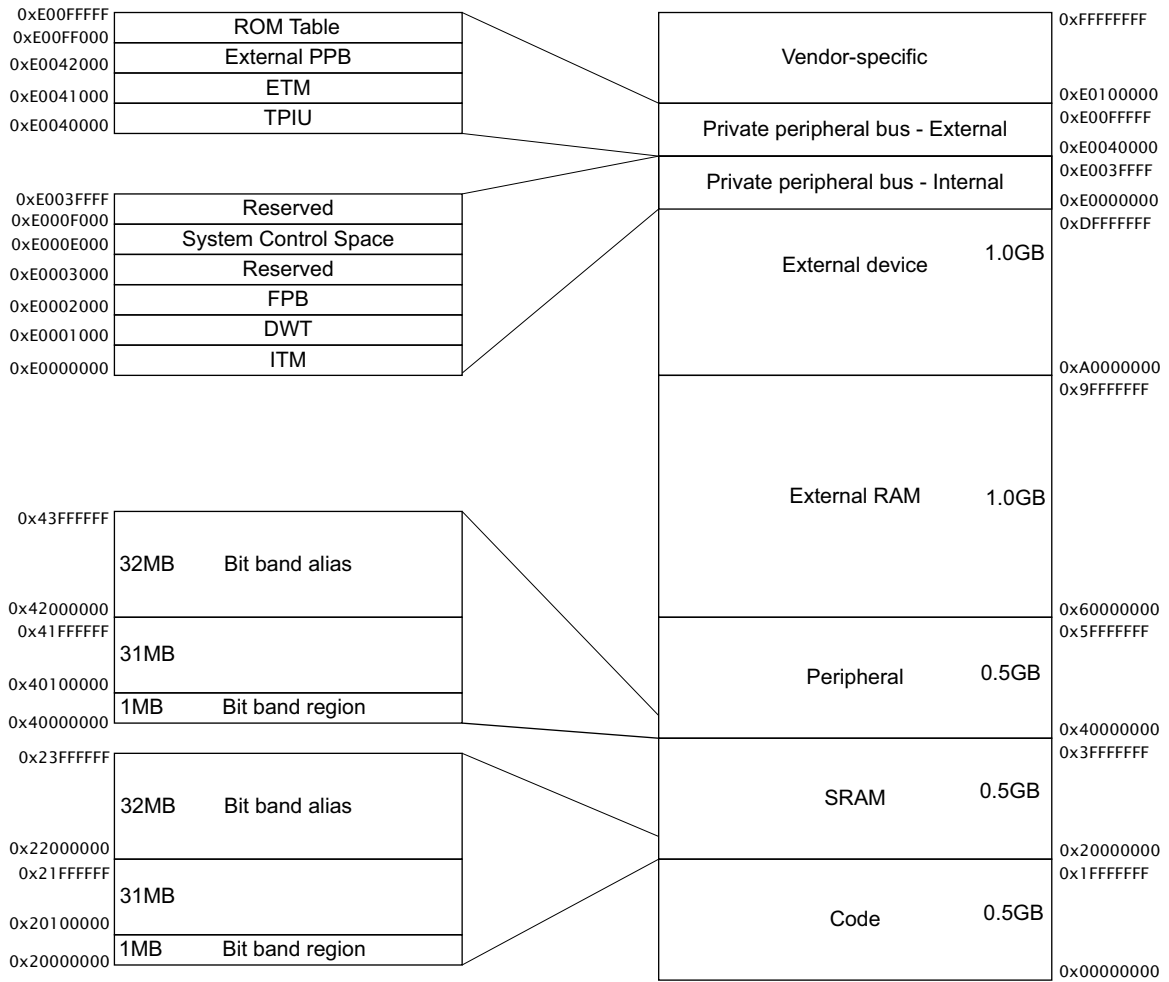 0xE00FFFFF
ROM Table
0xE00FF000
External PPB
0xE0042000
ETM
0xE0041000
TPIU
0xE0040000
0xE003FFFF
Reserved
0xE000F000
System Control Space
0xE000E000
Reserved
0xE0003000
FPB
0xE0002000
DWT
0xE0001000
ITM
0xE0000000
0x43FFFFFF
32MB Bit band alias
0x42000000
0x41FFFFFF
31MB
0x40100000
1MB Bit band region
0x40000000
0x23FFFFFF
32MB Bit band alias
0x22000000
0x21FFFFFF
31MB
0x20100000
1MB Bit band region
0x20000000
0xFFFFFFFF
Vendor-specific
0xE0100000
0xE00FFFFF
Private peripheral bus - External
0xE0040000
0xE003FFFF
Private peripheral bus - Internal
0xE0000000
0xDFFFFFFF
External device 1.0GB
0xA0000000
0x9FFFFFFF
External RAM 1.0GB
0x60000000
0x5FFFFFFF
Peripheral 0.5GB
0x40000000
0x3FFFFFFF
SRAM 0.5GB
0x20000000
0x1FFFFFFF
Code 0.5GB
0x00000000